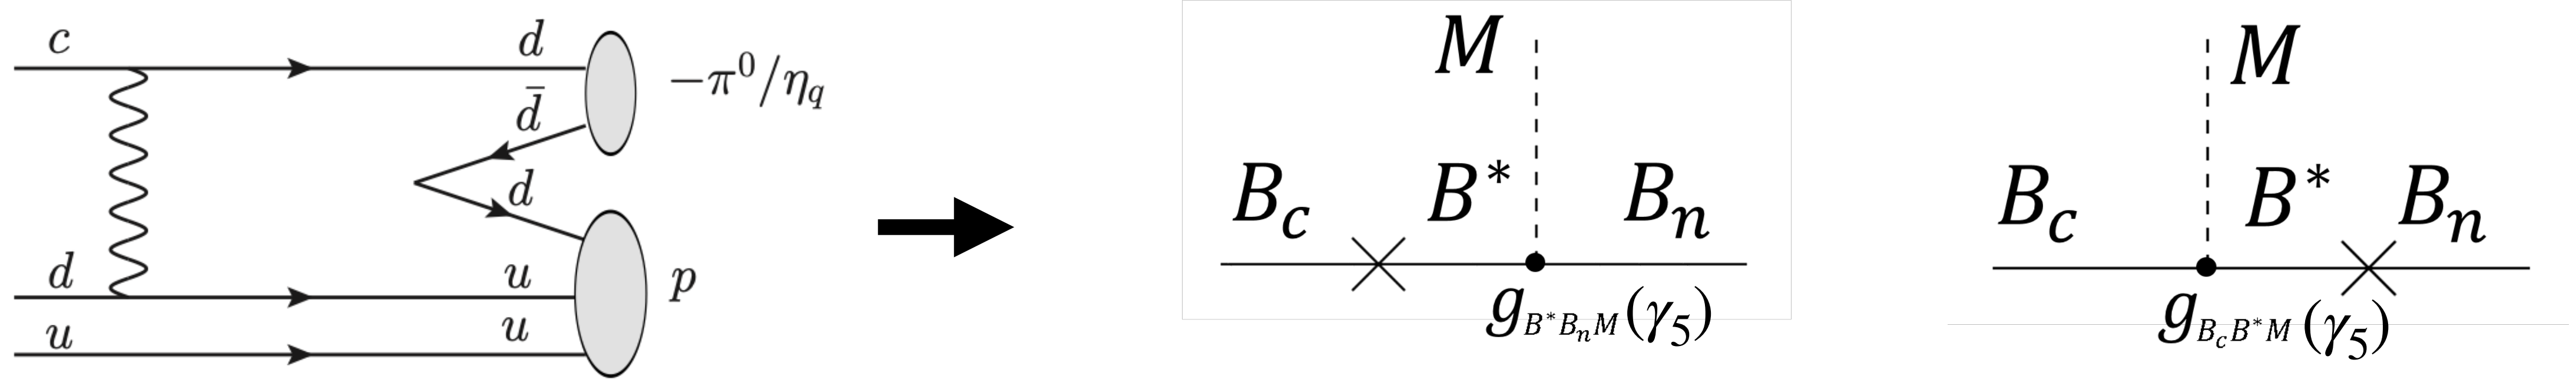 c
d
d̄
−π⁰/η_q
d
d
u
p
u
u
M
B_c
B*
B_n
g_{B*B_nM}(γ₅)
M
B_c
B*
B_n
g_{B_cB*M}(γ₅)